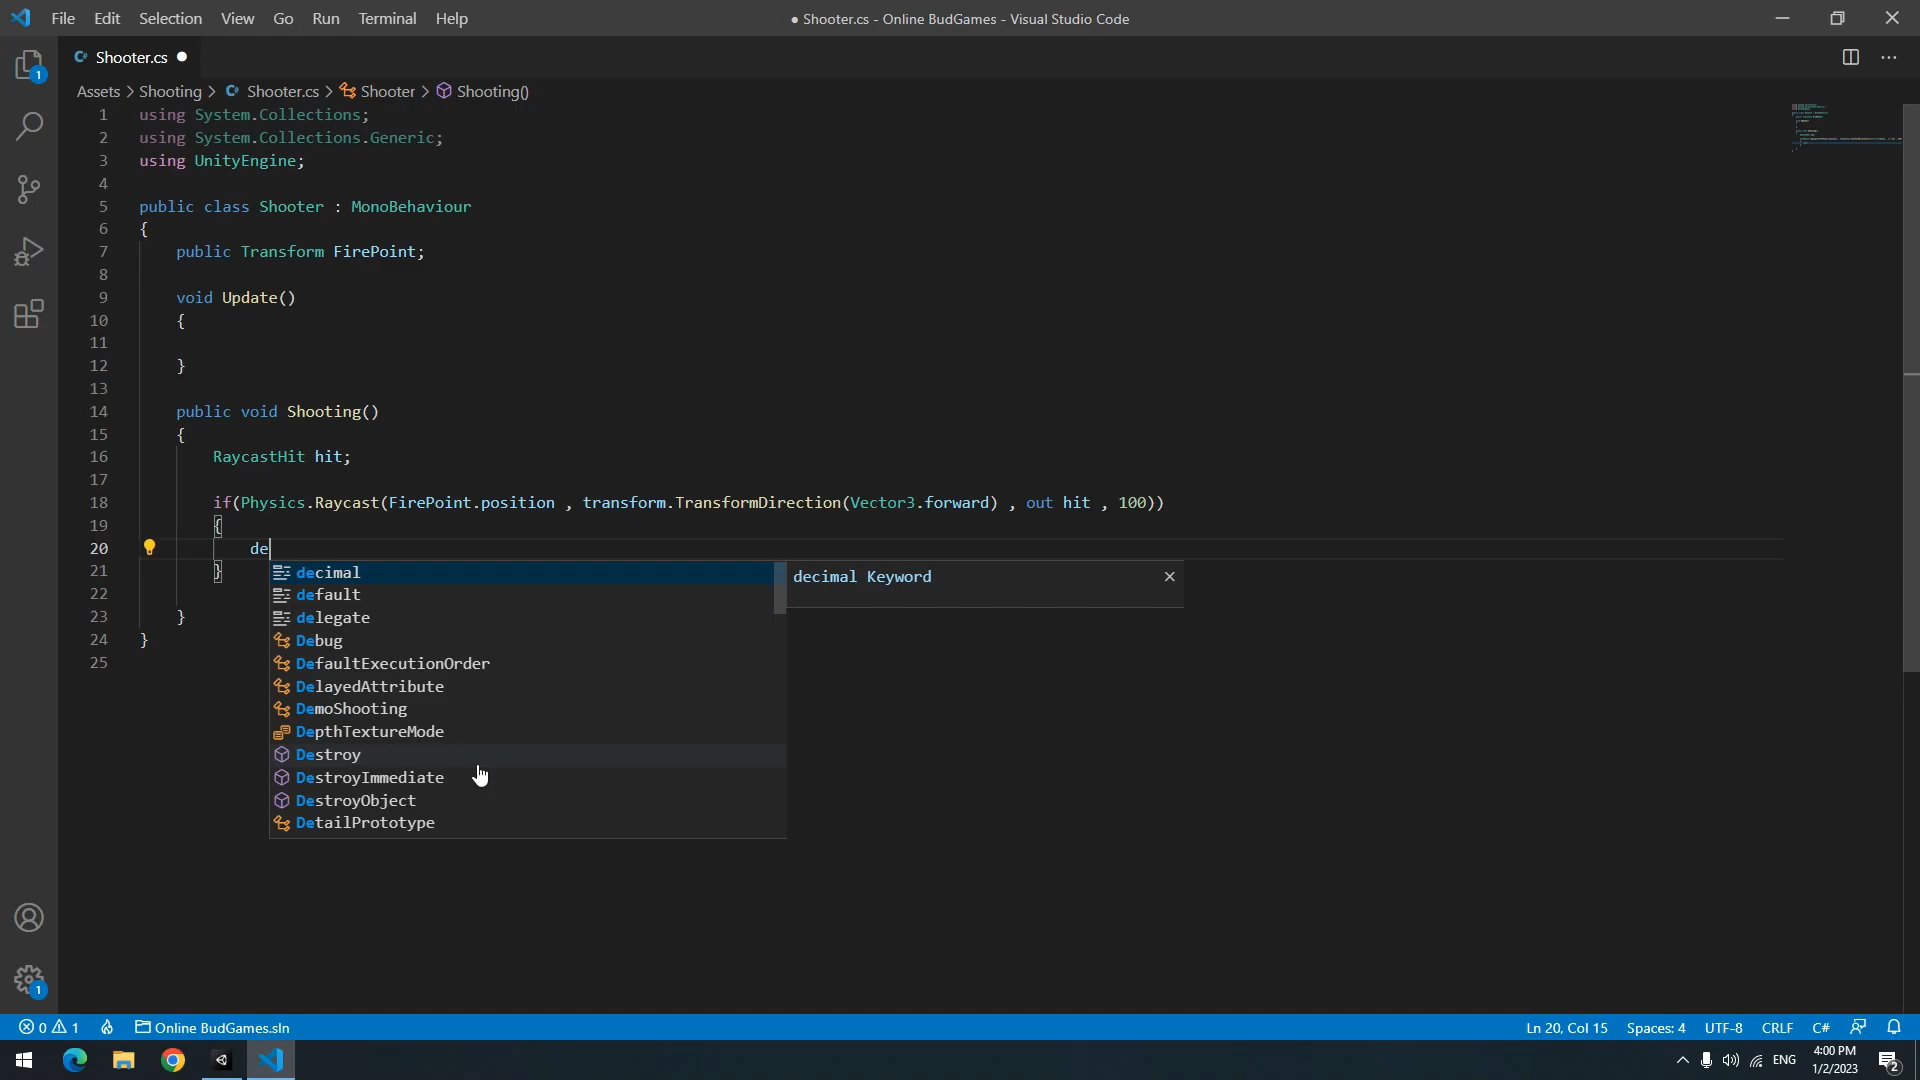 File Edit Selection View Go Run Terminal Help
● Shooter.cs - Online BudGames - Visual Studio Code
Shooter.cs
Assets > Shooting > Shooter.cs > Shooter > Shooting()
1 using System.Collections;
2 using System.Collections.Generic;
3 using UnityEngine;
4
5 public class Shooter : MonoBehaviour
6 {
7 public Transform FirePoint;
8
9 void Update()
10 {
11
12 }
13
14 public void Shooting()
15 {
16 RaycastHit hit;
17
18 if(Physics.Raycast(FirePoint.position , transform.TransformDirection(Vector3.forward) , out hit , 100))
19 {
20 de
21 }
22
23 }
24 }
25
decimal
default
delegate
Debug
DefaultExecutionOrder
DelayedAttribute
DemoShooting
DepthTextureMode
Destroy
DestroyImmediate
DestroyObject
DetailPrototype
decimal Keyword
1
1
0 1 Online BudGames.sln
Ln 20, Col 15 Spaces: 4 UTF-8 CRLF C#
ENG
4:00 PM
1/2/2023
2